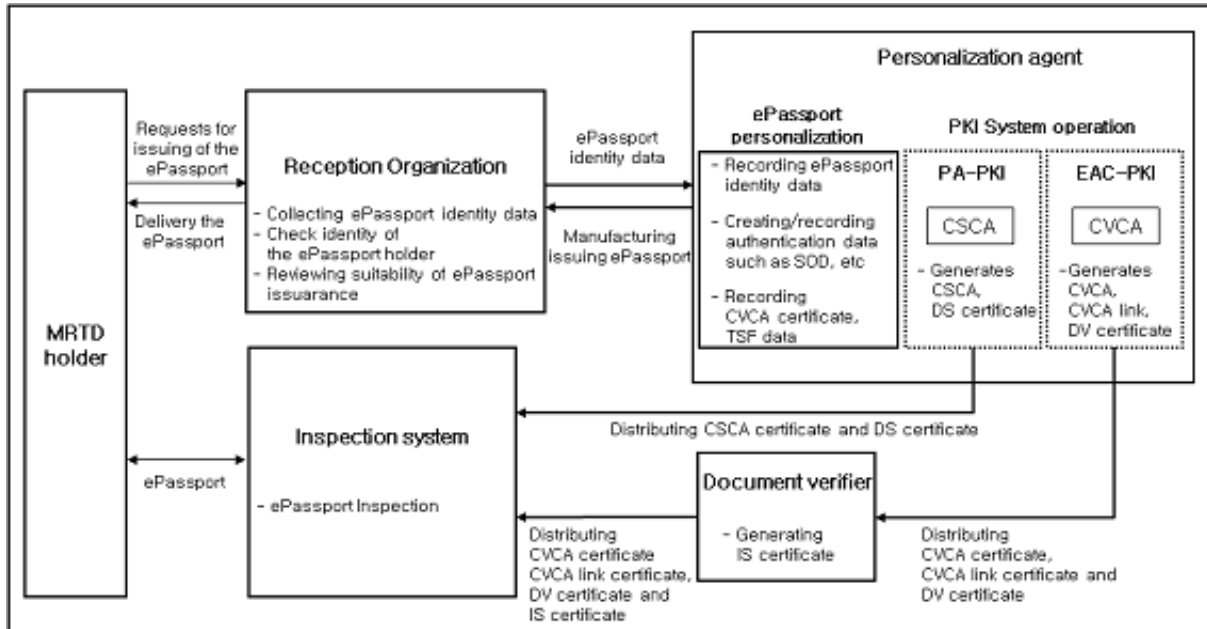 MRTD
holder
Requests for
issuing of the
ePassport
Delivery the
ePassport
Reception Organization
- Collecting ePassport identity data
- Check identity of
the ePassport holder
- Reviewing suitability of ePassport
issuarance
ePassport
identity data
Manufacturing
issuing ePassport
Personalization agent
ePassport
personalization
- Recording ePassport
identity data
- Creating/recording
authentication data
such as SOD, etc
- Recording
CVCA certificate,
TSF data
PKI System operation
PA-PKI
CSCA
- Generates
CSCA,
DS certificate
EAC-PKI
CVCA
- Generates
CVCA,
CVCA link,
DV certificate
Distributing CSCA certificate and DS certificate
ePassport
Inspection system
- ePassport Inspection
Distributing
CVCA certificate
CVCA link certificate,
DV certificate and
IS certificate
Document verifier
- Generating
IS certificate
Distributing
CVCA certificate,
CVCA link certificate and
DV certificate